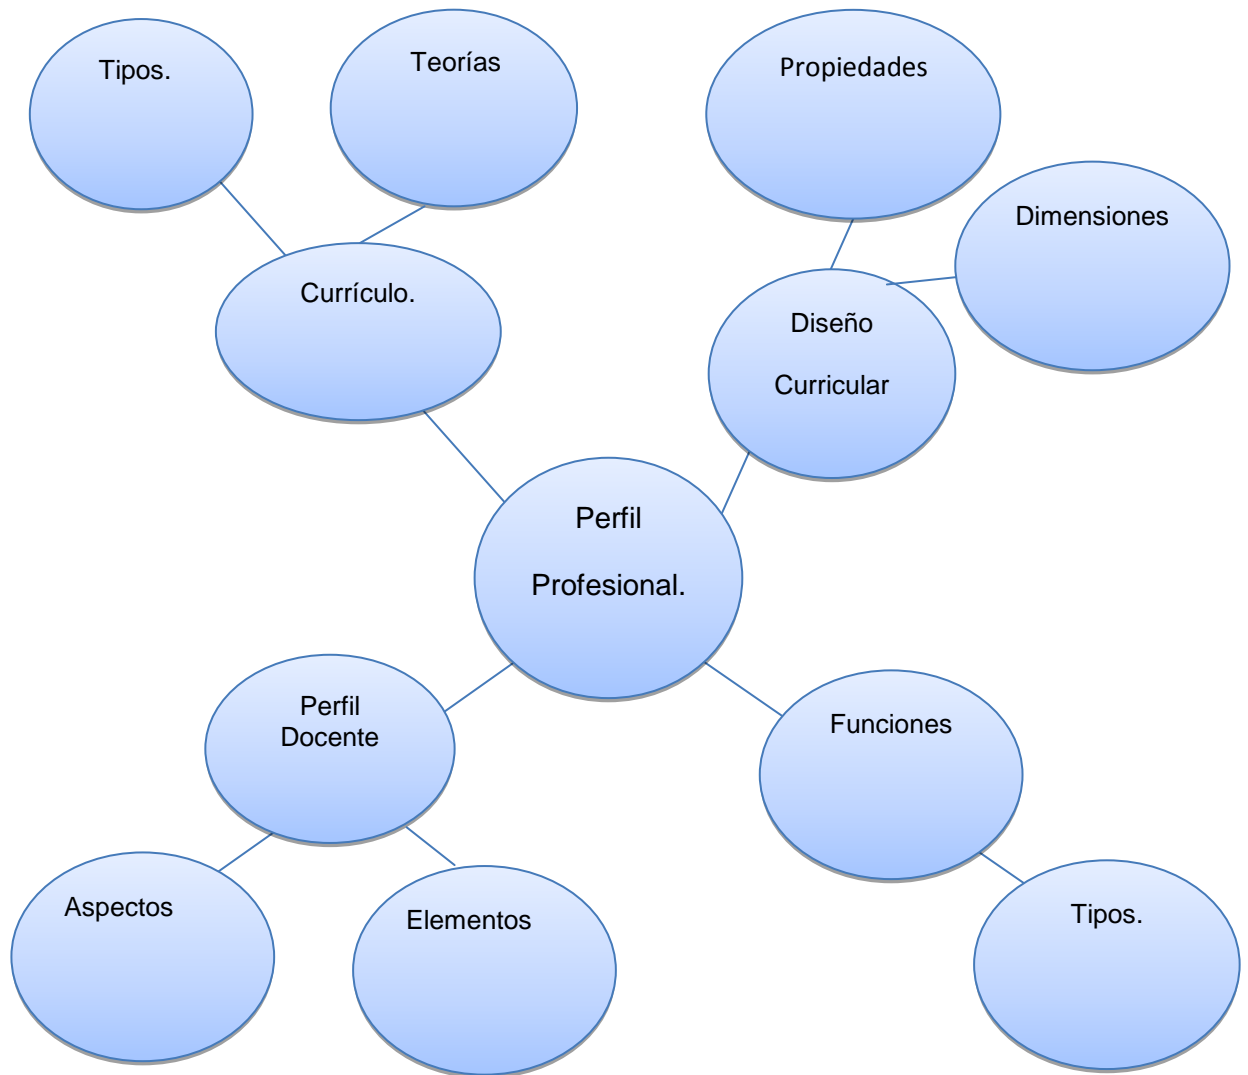 Tipos.
Teorías
Propiedades
Dimensiones
Currículo.
Diseño
Curricular
Perfil
Profesional.
Perfil
Docente
Funciones
Aspectos
Elementos
Tipos.